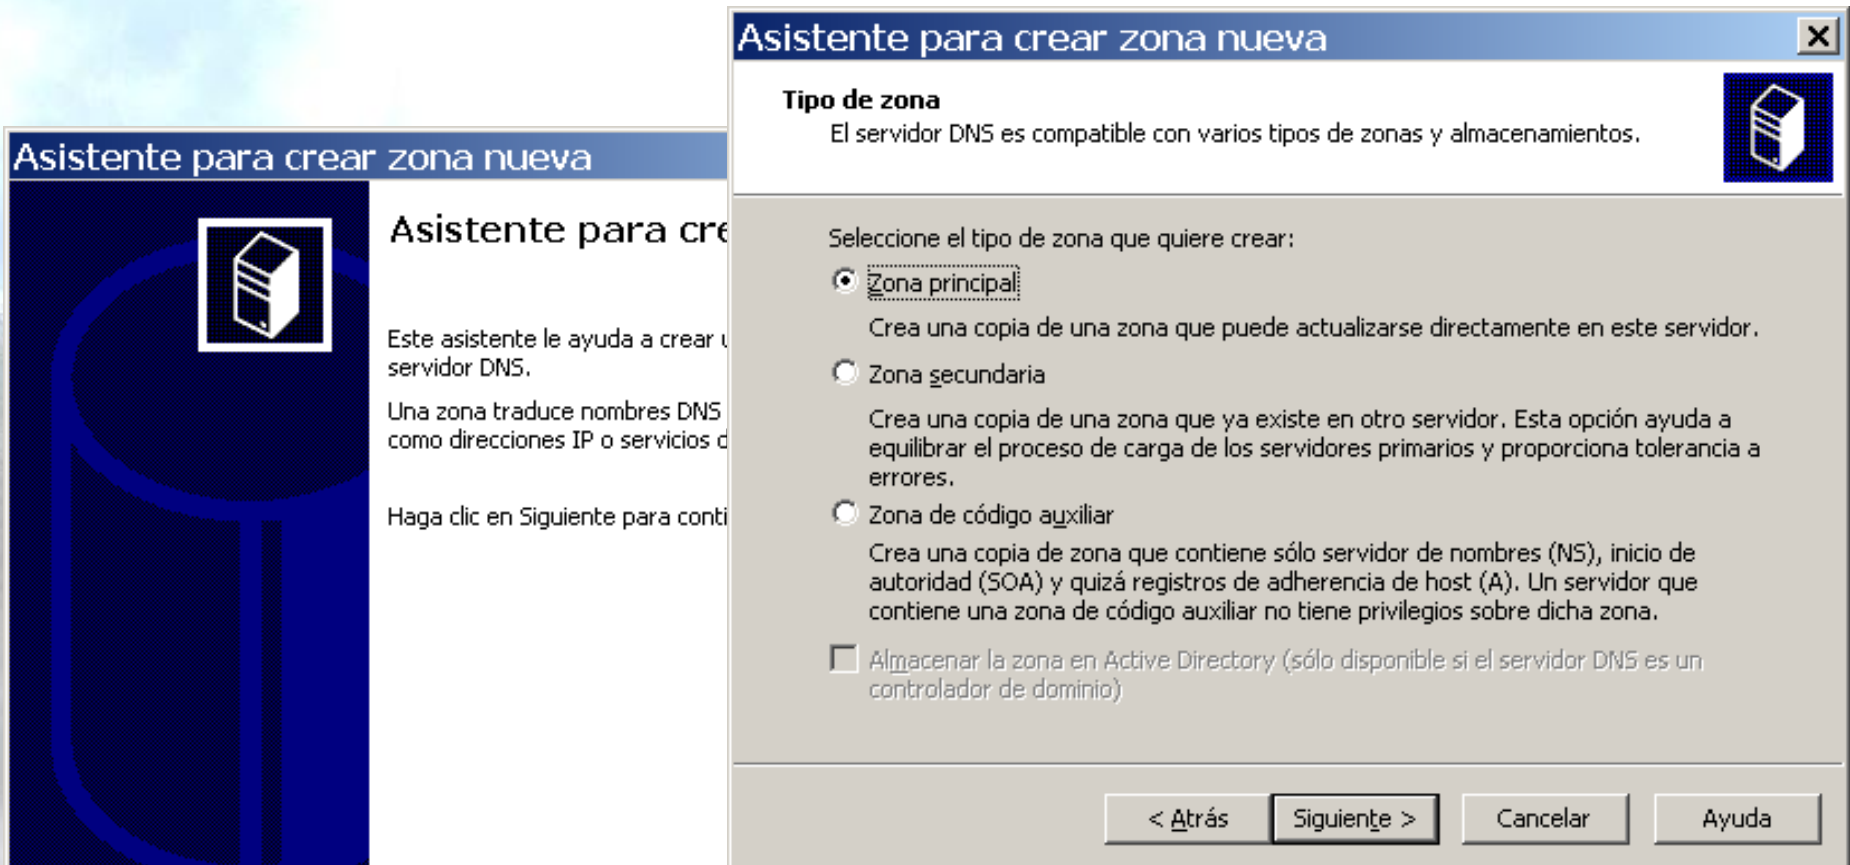 Asistente para crear zona nueva
Asistente para cre
Este asistente le ayuda a crear
servidor DNS.
Una zona traduce nombres DNS
como direcciones IP o servicios d
Haga clic en Siguiente para conti
Asistente para crear zona nueva
Tipo de zona
El servidor DNS es compatible con varios tipos de zonas y almacenamientos.
Seleccione el tipo de zona que quiere crear:
Zona principal
Crea una copia de una zona que puede actualizarse directamente en este servidor.
Zona secundaria
Crea una copia de una zona que ya existe en otro servidor. Esta opción ayuda a
equilibrar el proceso de carga de los servidores primarios y proporciona tolerancia a
errores.
Zona de código auxiliar
Crea una copia de zona que contiene sólo servidor de nombres (NS), inicio de
autoridad (SOA) y quizá registros de adherencia de host (A). Un servidor que
contiene una zona de código auxiliar no tiene privilegios sobre dicha zona.
Almacenar la zona en Active Directory (sólo disponible si el servidor DNS es un
controlador de dominio)
< Atrás
Siguiente >
Cancelar
Ayuda